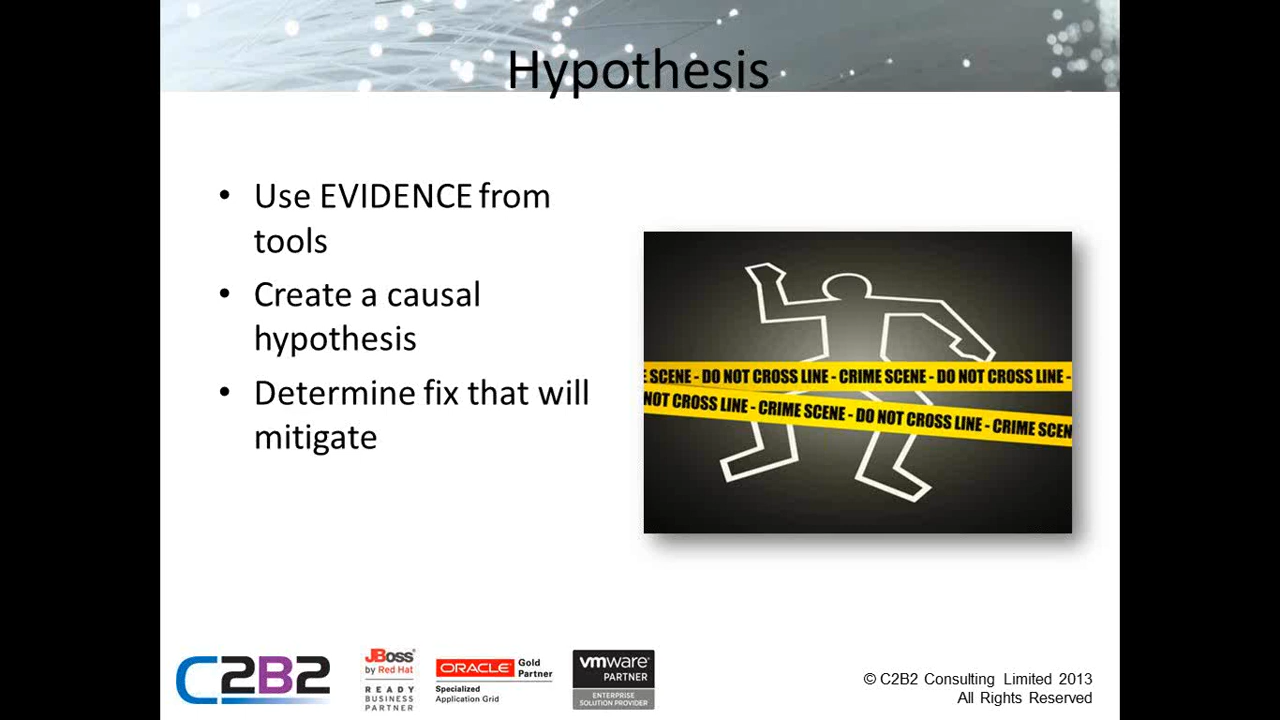 Hypothesis
• Use EVIDENCE from
tools
• Create a causal
hypothesis
• Determine fix that will
mitigate
E SCENE - DO NOT CROSS LINE - CRIME SCENE - DO NOT CROSS LINE -
NOT CROSS LINE - CRIME SCENE - DO NOT CROSS LINE - CRIME SCEN
C2B2
JBoss
by Red Hat
READY
BUSINESS
PARTNER
ORACLE Gold
Partner
Specialized
Application Grid
vmware
PARTNER
ENTERPRISE
SOLUTION PROVIDER
© C2B2 Consulting Limited 2013
All Rights Reserved